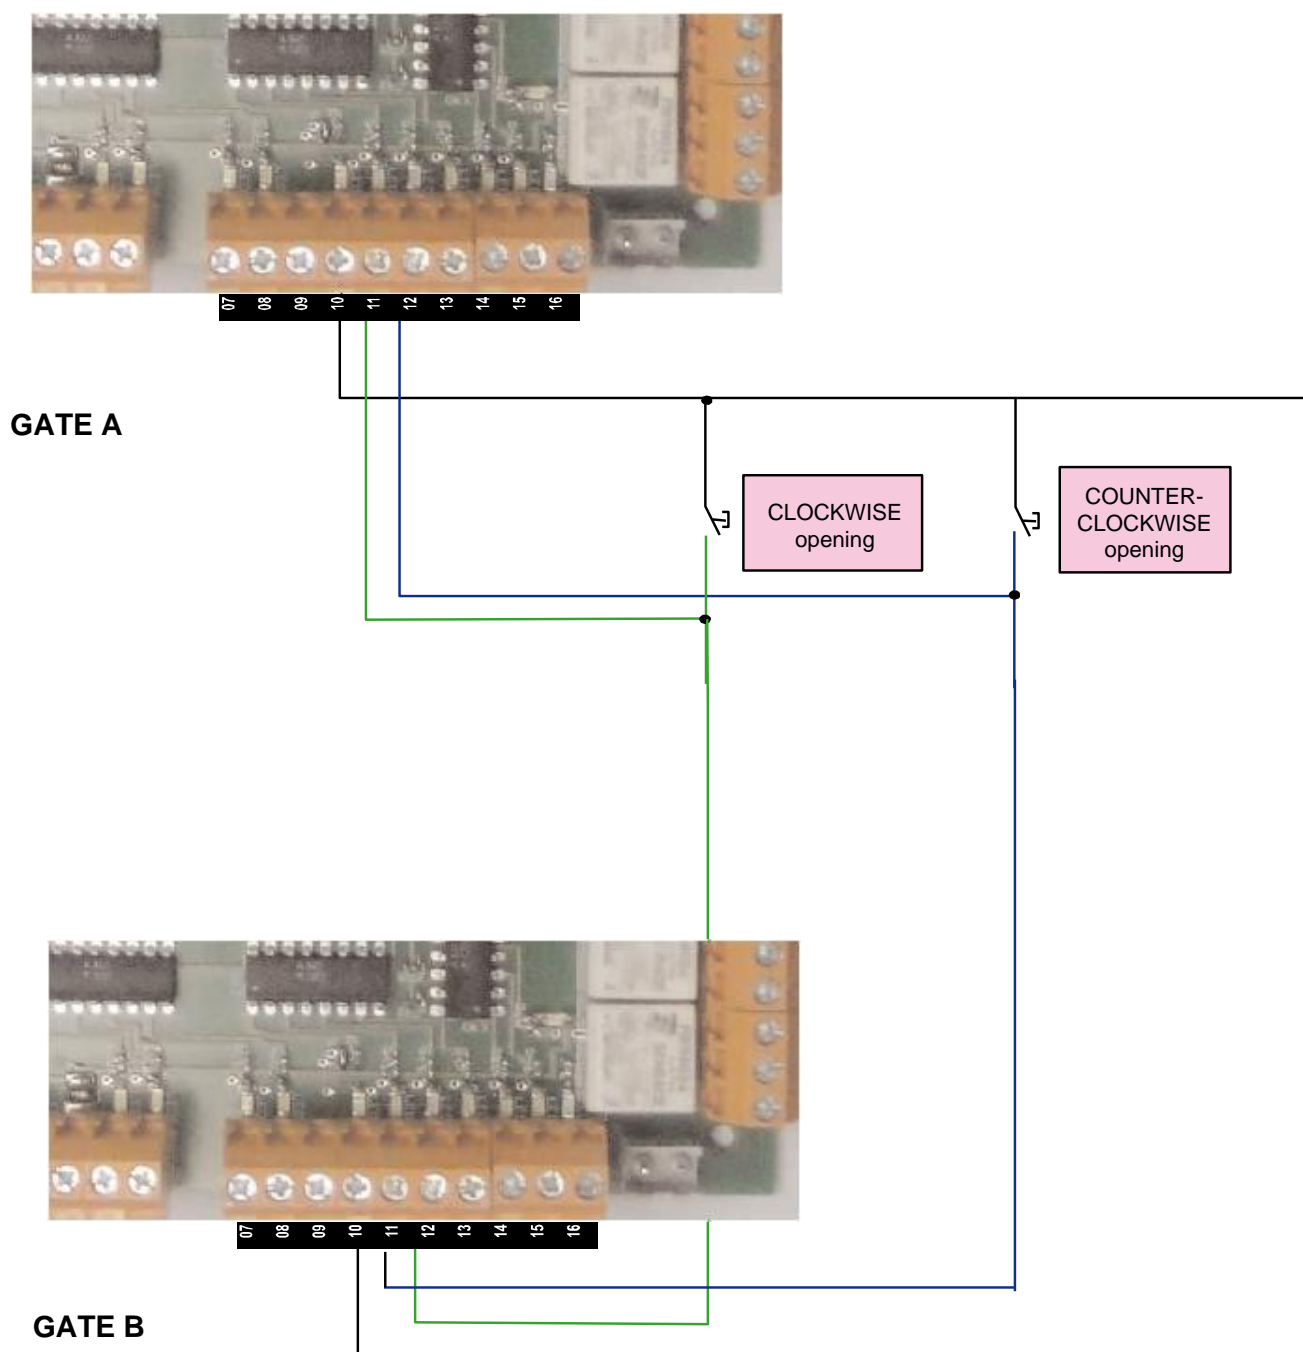 07 08 09 10 11 12 13 14 15 16
GATE A
CLOCKWISE
opening
COUNTER-
CLOCKWISE
opening
07 08 09 10 11 12 13 14 15 16
GATE B